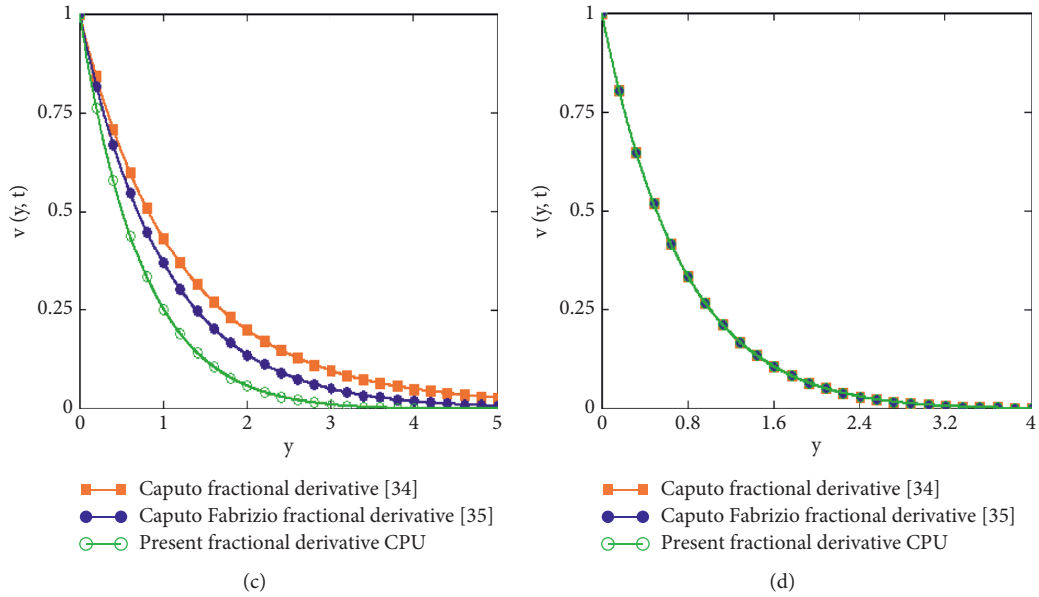 1
0.75
0.5
0.25
0
v (y, t)
0 1 2 3 4 5
y
Caputo fractional derivative [34]
Caputo Fabrizio fractional derivative [35]
Present fractional derivative CPU
(c)
1
0.75
0.5
0.25
0
v (y, t)
0 0.8 1.6 2.4 3.2 4
y
Caputo fractional derivative [34]
Caputo Fabrizio fractional derivative [35]
Present fractional derivative CPU
(d)